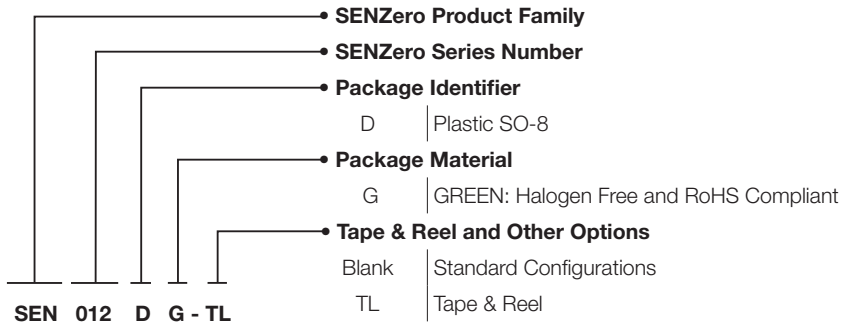 SENZero Product Family
SENZero Series Number
Package Identifier
D Plastic SO-8
Package Material
G GREEN: Halogen Free and RoHS Compliant
Tape & Reel and Other Options
Blank Standard Configurations
TL Tape & Reel
SEN 012 D G - TL